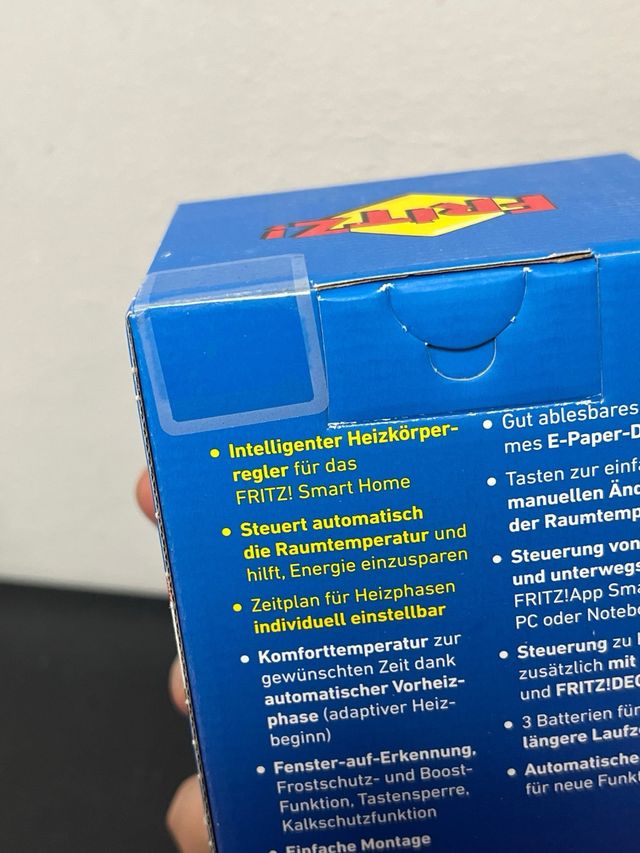 FRITZ!
Intelligenter Heizkörper-
regler für das
FRITZ! Smart Home
Steuert automatisch
die Raumtemperatur und
hilft, Energie einzusparen
Zeitplan für Heizphasen
individuell einstellbar
Komforttemperatur zur
gewünschten Zeit dank
automatischer Vorheiz-
phase (adaptiver Heiz-
beginn)
Fenster-auf-Erkennung,
Frostschutz- und Boost-
Funktion, Tastensperre,
Kalkschutzfunktion
Einfache Montage
Gut ablesbares
mes E-Paper-D
Tasten zur einf
manuellen Änd
der Raumtemp
Steuerung von
und unterwegs
FRITZ!App Sma
PC oder Notebo
Steuerung zu
zusätzlich mit
und FRITZ!DEC
3 Batterien für
längere Laufz
Automatische
für neue Funk